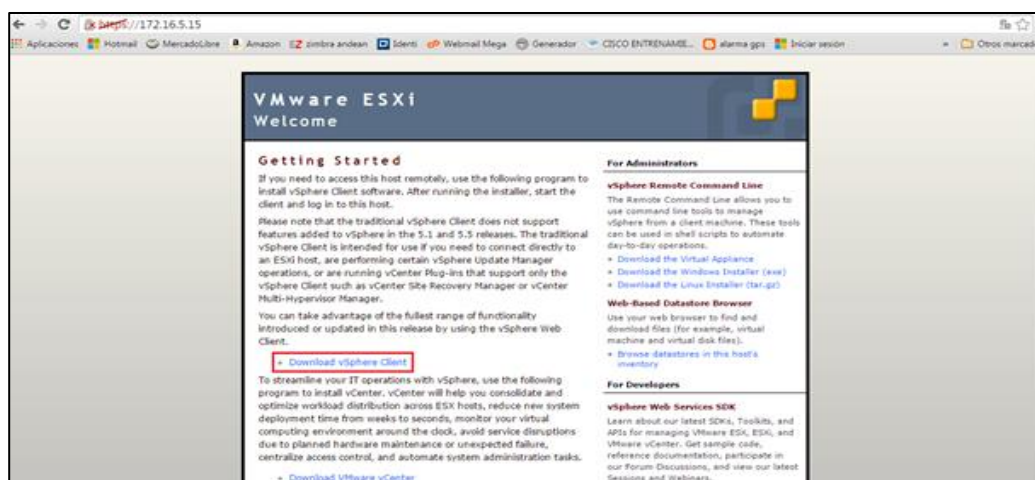 https://172.16.5.15
Aplicaciones Hotmail MercadoLibre Amazon zimbra andean Identi Webmail Mega Generador CISCO ENTRENAMIE... alarma gps Iniciar sesión » Otros marcad
VMware ESXi
Welcome
Getting Started
If you need to access this host remotely, use the following program to
install vSphere Client software. After running the installer, start the
client and log in to this host.
Please note that the traditional vSphere Client does not support
features added to vSphere in the 5.1 and 5.5 releases. The traditional
vSphere Client is intended for use if you need to connect directly to
an ESXi host, are performing certain vSphere Update Manager
operations, or are running vCenter Plug-ins that support only the
vSphere Client such as vCenter Site Recovery Manager or vCenter
Multi-Hypervisor Manager.
You can take advantage of the fullest range of functionality
introduced or updated in this release by using the vSphere Web
Client.
Download vSphere Client
To streamline your IT operations with vSphere, use the following
program to install vCenter. vCenter will help you consolidate and
optimize workload distribution across ESX hosts, reduce new system
deployment time from weeks to seconds, monitor your virtual
computing environment around the clock, avoid service disruptions
due to planned hardware maintenance or unexpected failure,
centralize access control, and automate system administration tasks.
Download VMware vCenter
For Administrators
vSphere Remote Command Line
The Remote Command Line allows you to
use command line tools to manage
vSphere from a client machine. These tools
can be used in shell scripts to automate
day-to-day operations.
Download the Virtual Appliance
Download the Windows Installer (exe)
Download the Linux Installer (tar.gz)
Web-Based Datastore Browser
Use your web browser to find and
download files (for example, virtual
machine and virtual disk files).
Browse datastores in this host's
inventory
For Developers
vSphere Web Services SDK
Learn about our latest SDKs, Toolkits, and
APIs for managing VMware ESX, ESXi, and
VMware vCenter. Get sample code,
reference documentation, participate in
our Forum Discussions, and view our latest
Sessions and Webinars.